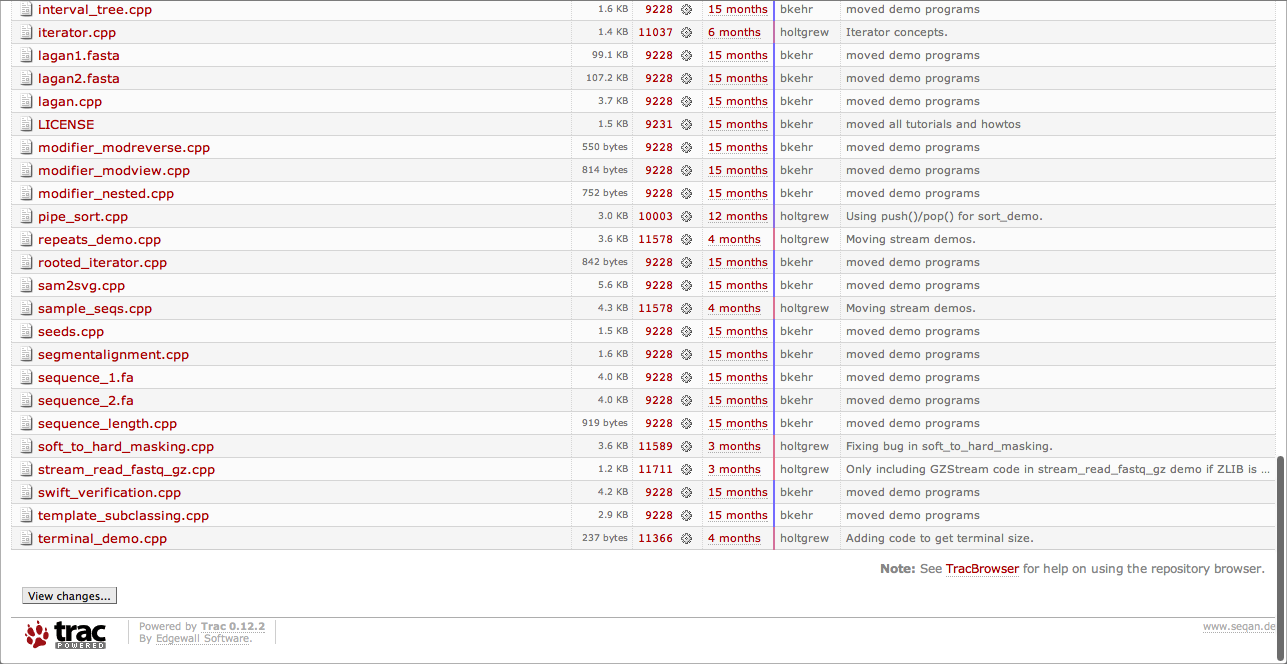 interval_tree.cpp 1.6 KB 9228 15 months bkehr moved demo programs
iterator.cpp 1.4 KB 11037 6 months holtgrew Iterator concepts.
lagan1.fasta 99.1 KB 9228 15 months bkehr moved demo programs
lagan2.fasta 107.2 KB 9228 15 months bkehr moved demo programs
lagan.cpp 3.7 KB 9228 15 months bkehr moved demo programs
LICENSE 1.5 KB 9231 15 months bkehr moved all tutorials and howtos
modifier_modreverse.cpp 550 bytes 9228 15 months bkehr moved demo programs
modifier_modview.cpp 814 bytes 9228 15 months bkehr moved demo programs
modifier_nested.cpp 752 bytes 9228 15 months bkehr moved demo programs
pipe_sort.cpp 3.0 KB 10003 12 months holtgrew Using push()/pop() for sort_demo.
repeats_demo.cpp 3.6 KB 11578 4 months holtgrew Moving stream demos.
rooted_iterator.cpp 842 bytes 9228 15 months bkehr moved demo programs
sam2svg.cpp 5.6 KB 9228 15 months bkehr moved demo programs
sample_seqs.cpp 4.3 KB 11578 4 months holtgrew Moving stream demos.
seeds.cpp 1.5 KB 9228 15 months bkehr moved demo programs
segmentalignment.cpp 1.6 KB 9228 15 months bkehr moved demo programs
sequence_1.fa 4.0 KB 9228 15 months bkehr moved demo programs
sequence_2.fa 4.0 KB 9228 15 months bkehr moved demo programs
sequence_length.cpp 919 bytes 9228 15 months bkehr moved demo programs
soft_to_hard_masking.cpp 3.6 KB 11589 3 months holtgrew Fixing bug in soft_to_hard_masking.
stream_read_fastq_gz.cpp 1.2 KB 11711 3 months holtgrew Only including GZStream code in stream_read_fastq_gz demo if ZLIB is ...
swift_verification.cpp 4.2 KB 9228 15 months bkehr moved demo programs
template_subclassing.cpp 2.9 KB 9228 15 months bkehr moved demo programs
terminal_demo.cpp 237 bytes 11366 4 months holtgrew Adding code to get terminal size.
Note: See TracBrowser for help on using the repository browser.
View changes...
trac POWERED
Powered by Trac 0.12.2
By Edgewall Software.
www.seqan.de